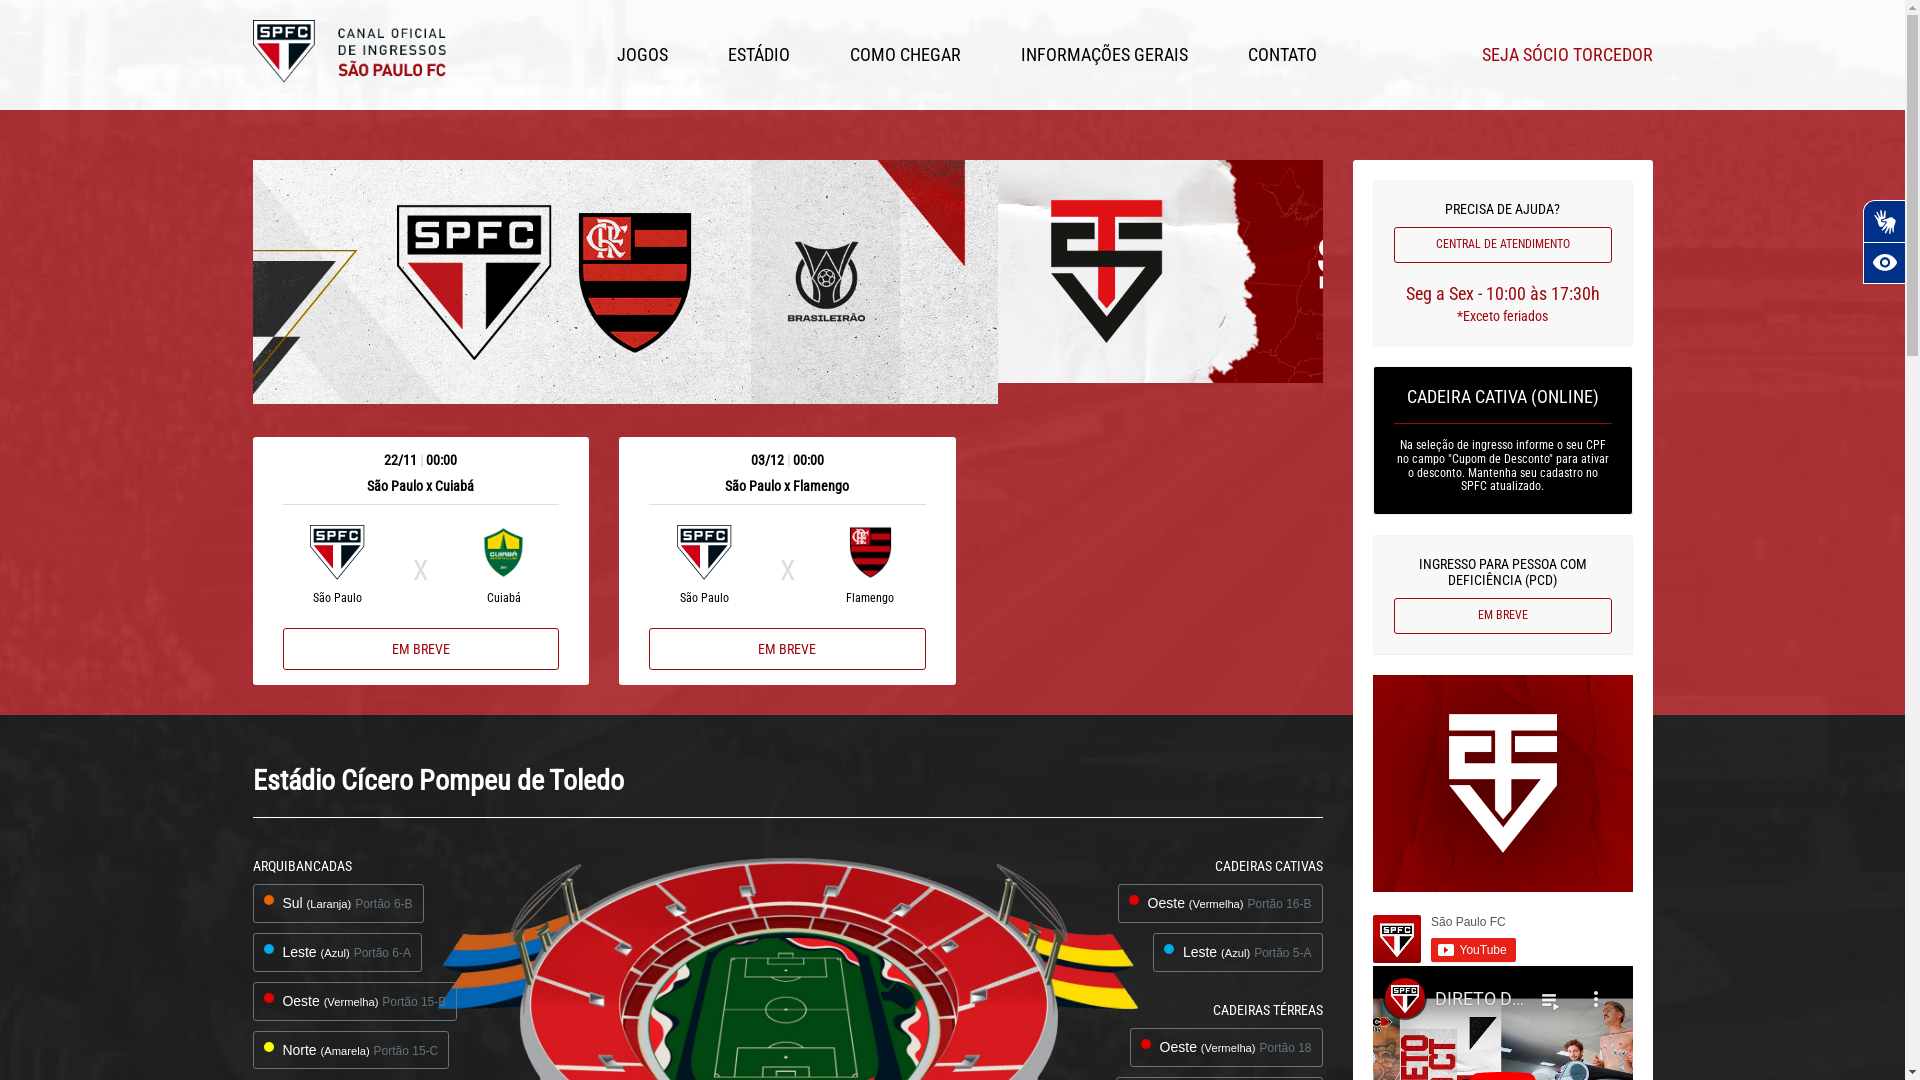 SPFC
CANAL OFICIAL
DE INGRESSOS
SÃO PAULO FC
JOGOS
ESTÁDIO
COMO CHEGAR
INFORMAÇÕES GERAIS
CONTATO
SEJA SÓCIO TORCEDOR
SPFC
BRASILEIRÃO
PRECISA DE AJUDA?
CENTRAL DE ATENDIMENTO
Seg a Sex - 10:00 às 17:30h
*Exceto feriados
CADEIRA CATIVA (ONLINE)
Na seleção de ingresso informe o seu CPF
no campo "Cupom de Desconto" para ativar
o desconto. Mantenha seu cadastro no
SPFC atualizado.
INGRESSO PARA PESSOA COM
DEFICIÊNCIA (PCD)
EM BREVE
22/11 | 00:00
São Paulo x Cuiabá
SPFC
X
CUIABÁ
São Paulo
Cuiabá
EM BREVE
03/12 | 00:00
São Paulo x Flamengo
SPFC
X
São Paulo
Flamengo
EM BREVE
Estádio Cícero Pompeu de Toledo
ARQUIBANCADAS
Sul (Laranja) Portão 6-B
Leste (Azul) Portão 6-A
Oeste (Vermelha) Portão 15-B
Norte (Amarela) Portão 15-C
CADEIRAS CATIVAS
Oeste (Vermelha) Portão 16-B
Leste (Azul) Portão 5-A
CADEIRAS TÉRREAS
Oeste (Vermelha) Portão 18
SPFC
São Paulo FC
YouTube
SPFC
DIRETO D...